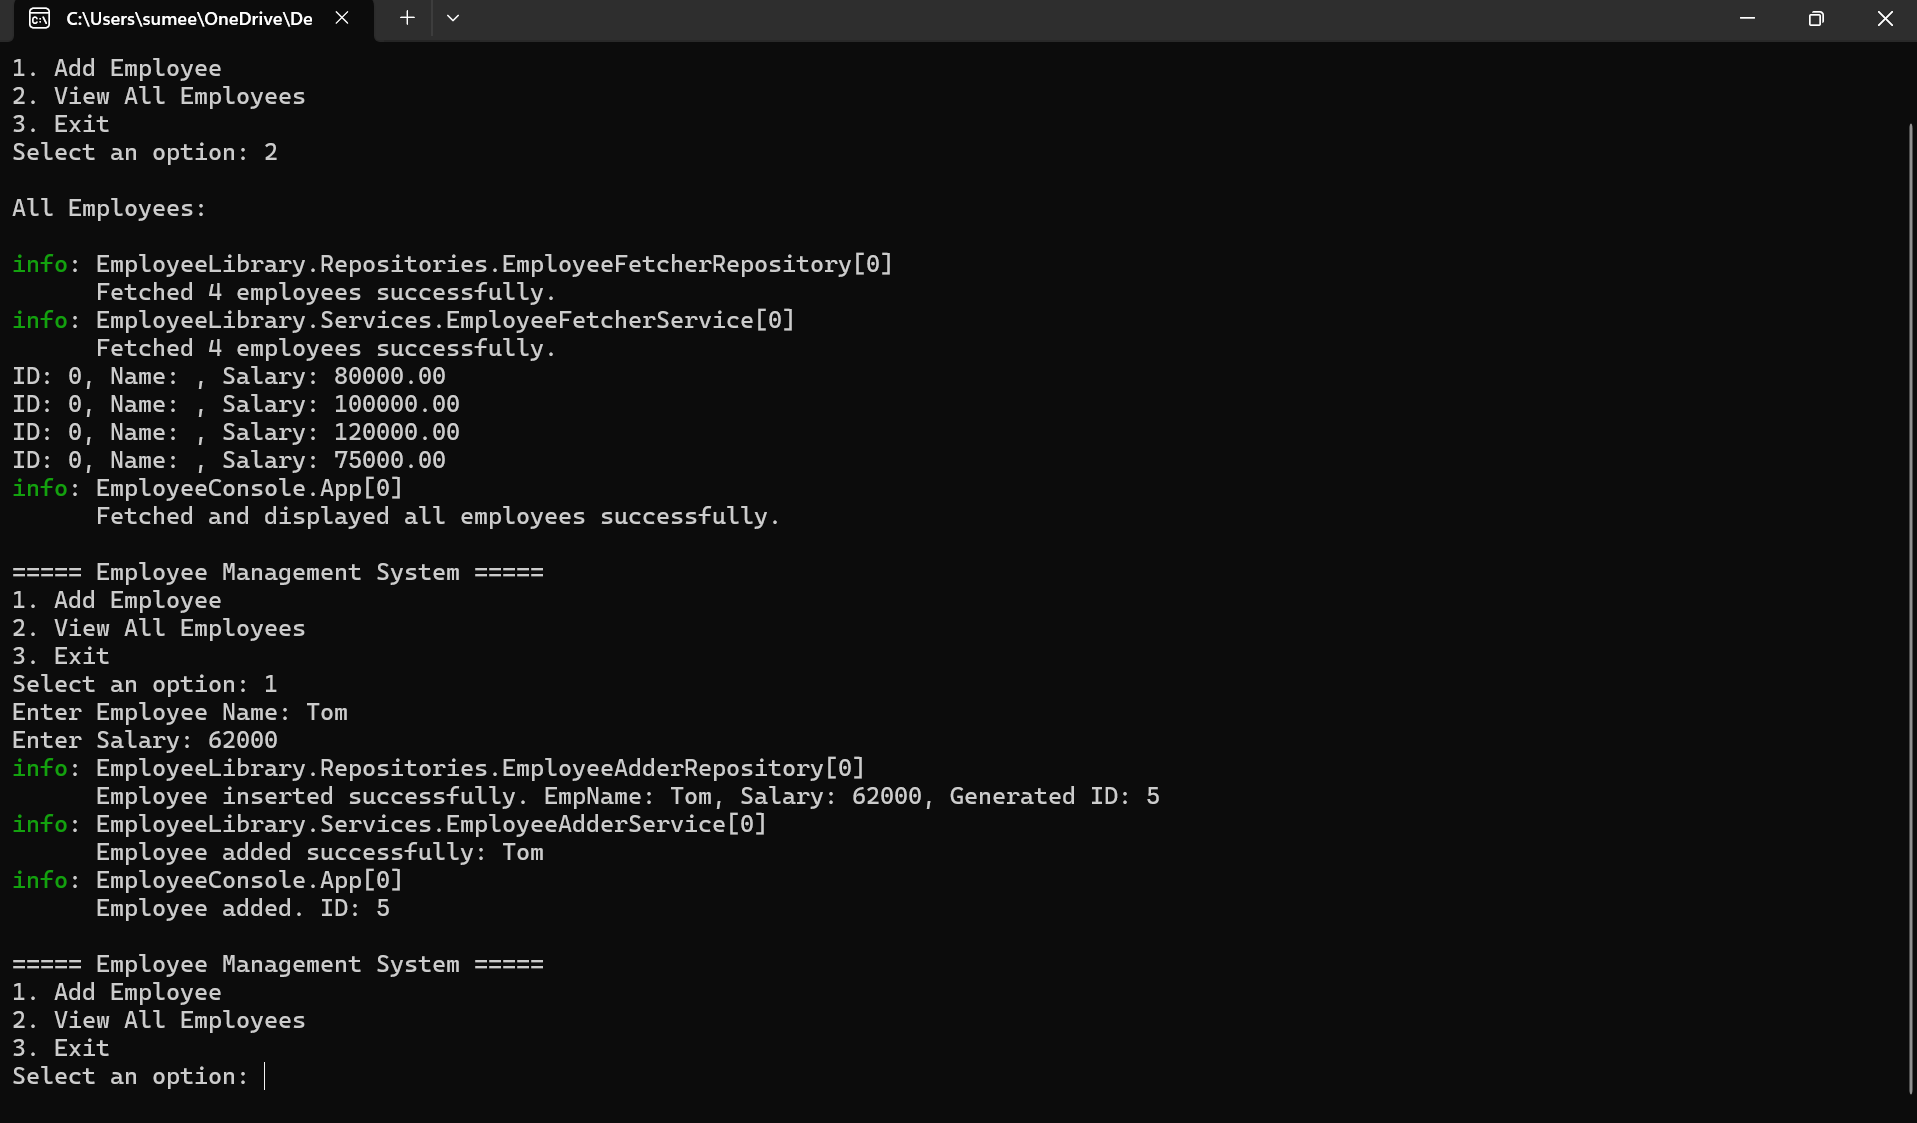 C:\Users\sumee\OneDrive\De
1. Add Employee
2. View All Employees
3. Exit
Select an option: 2
All Employees:
info: EmployeeLibrary.Repositories.EmployeeFetcherRepository[0]
      Fetched 4 employees successfully.
info: EmployeeLibrary.Services.EmployeeFetcherService[0]
      Fetched 4 employees successfully.
ID: 0, Name: , Salary: 80000.00
ID: 0, Name: , Salary: 100000.00
ID: 0, Name: , Salary: 120000.00
ID: 0, Name: , Salary: 75000.00
info: EmployeeConsole.App[0]
      Fetched and displayed all employees successfully.
===== Employee Management System =====
1. Add Employee
2. View All Employees
3. Exit
Select an option: 1
Enter Employee Name: Tom
Enter Salary: 62000
info: EmployeeLibrary.Repositories.EmployeeAdderRepository[0]
      Employee inserted successfully. EmpName: Tom, Salary: 62000, Generated ID: 5
info: EmployeeLibrary.Services.EmployeeAdderService[0]
      Employee added successfully: Tom
info: EmployeeConsole.App[0]
      Employee added. ID: 5
===== Employee Management System =====
1. Add Employee
2. View All Employees
3. Exit
Select an option: